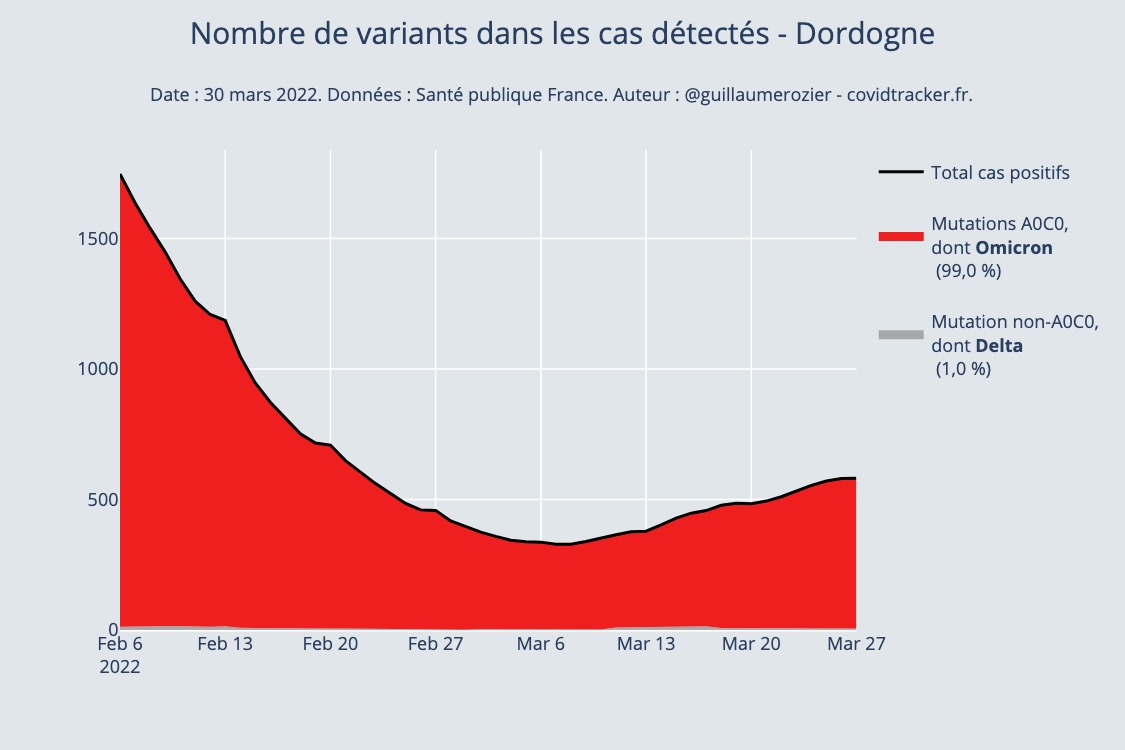 Nombre de variants dans les cas détectés - Dordogne
Date : 30 mars 2022. Données : Santé publique France. Auteur : @guillaumerozier - covidtracker.fr.
Total cas positifs
Mutations A0C0,
dont Omicron
(99,0 %)
Mutation non-A0C0,
dont Delta
(1,0 %)
1500
1000
500
0
Feb 6 Feb 13 Feb 20 Feb 27 Mar 6 Mar 13 Mar 20 Mar 27
2022